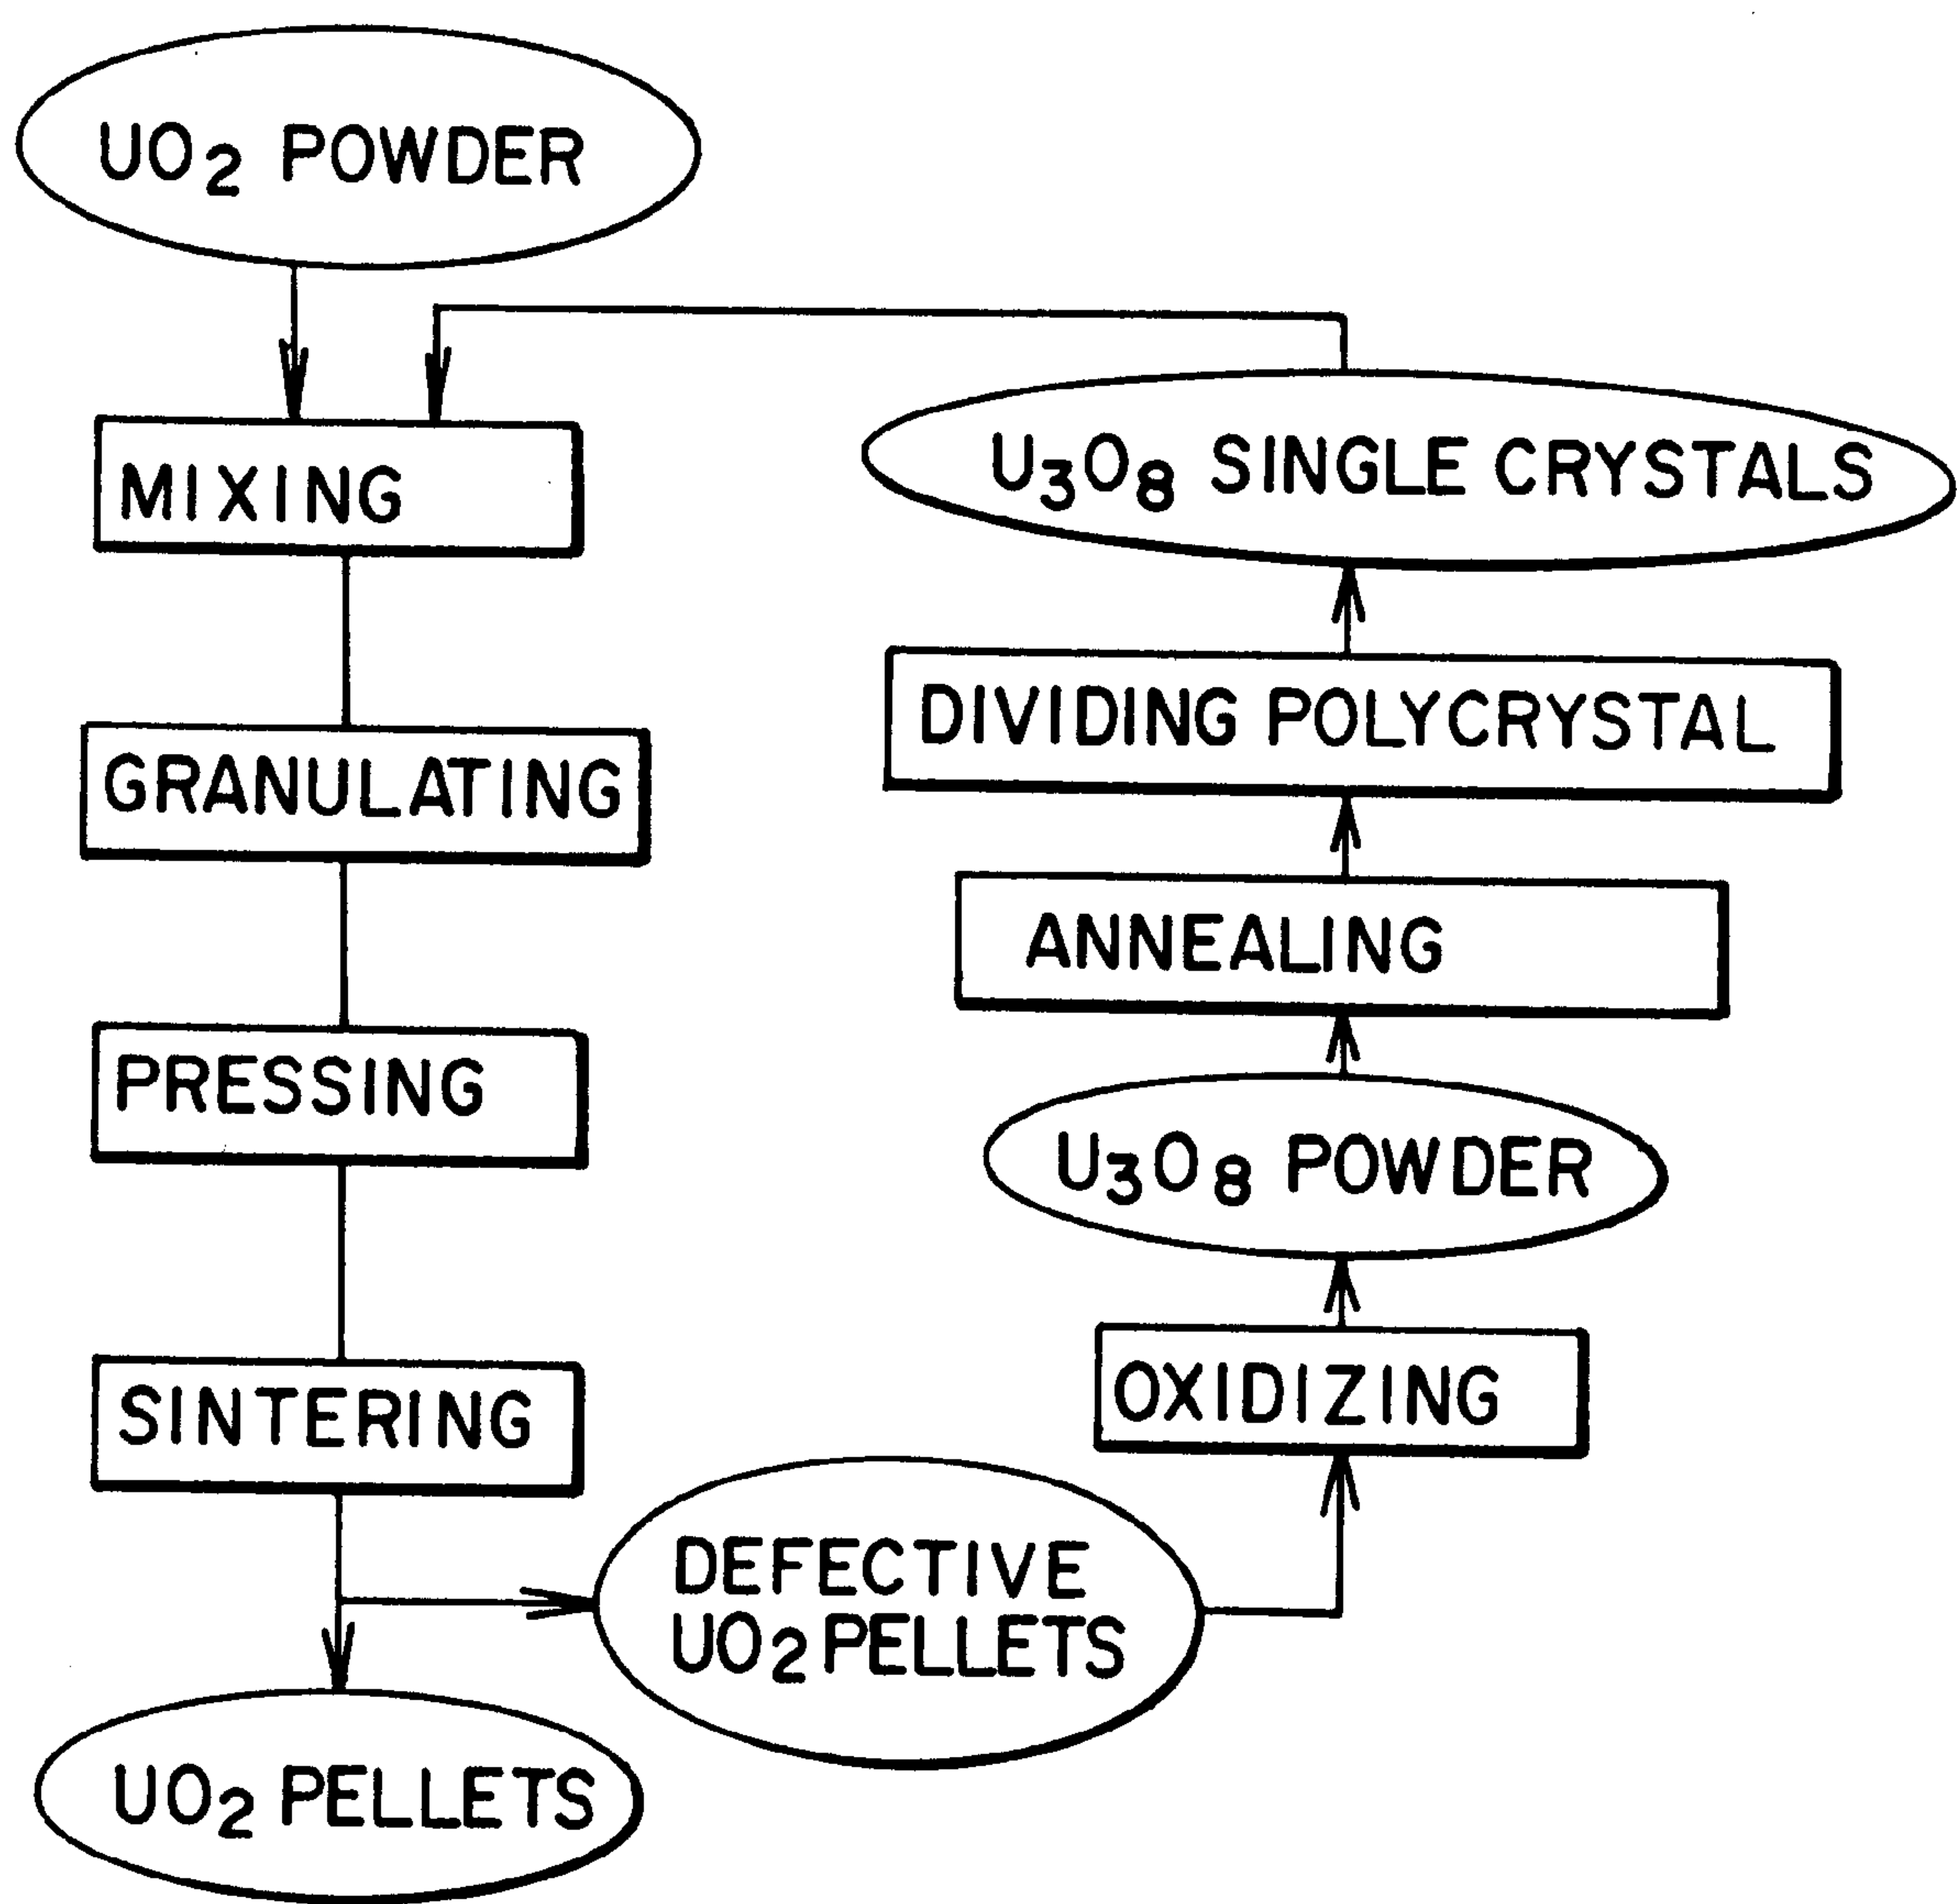 UO2 POWDER
MIXING
GRANULATING
PRESSING
SINTERING
UO2 PELLETS
DEFECTIVE
UO2 PELLETS
OXIDIZING
U3O8 POWDER
ANNEALING
DIVIDING POLYCRYSTAL
U3O8 SINGLE CRYSTALS